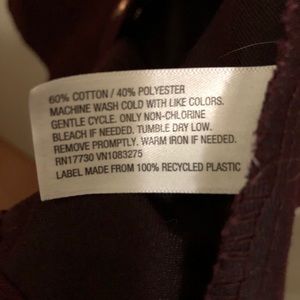 60% COTTON / 40% POLYESTER
MACHINE WASH COLD WITH LIKE COLORS.
GENTLE CYCLE. ONLY NON-CHLORINE
BLEACH IF NEEDED. TUMBLE DRY LOW.
REMOVE PROMPTLY. WARM IRON IF NEEDED.
RN17730 VN1083275
LABEL MADE FROM 100% RECYCLED PLASTIC